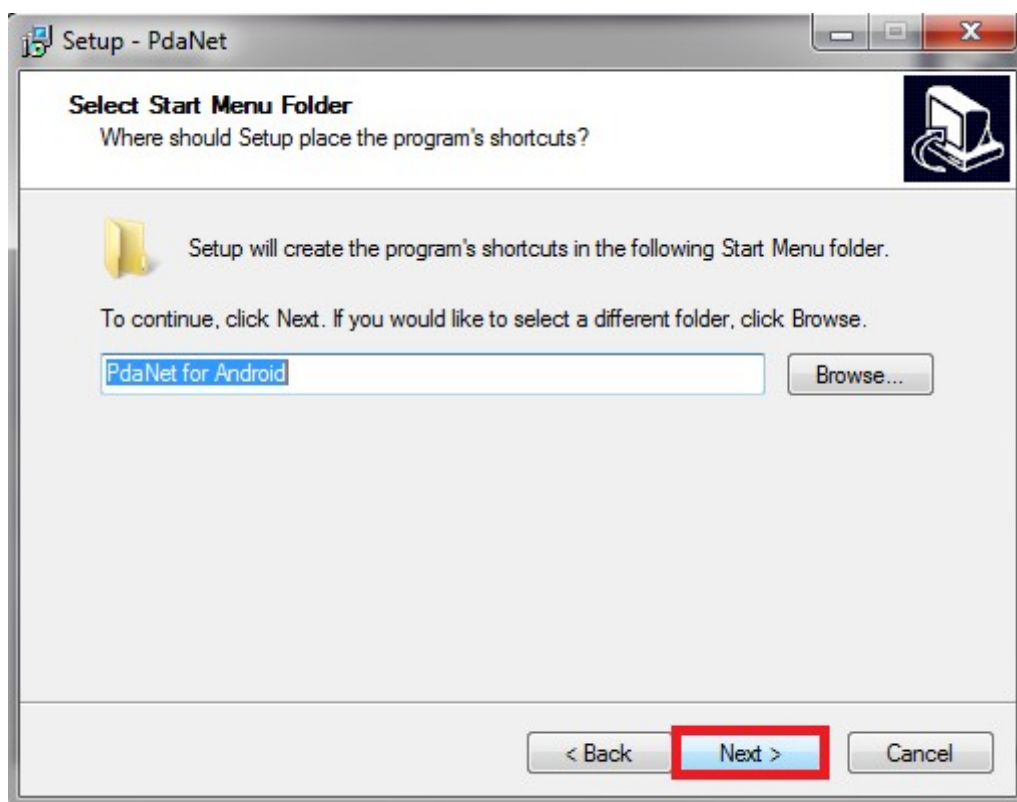 Setup - PdaNet
Select Start Menu Folder
Where should Setup place the program's shortcuts?
Setup will create the program's shortcuts in the following Start Menu folder.
To continue, click Next. If you would like to select a different folder, click Browse.
PdaNet for Android
Browse...
< Back
Next >
Cancel